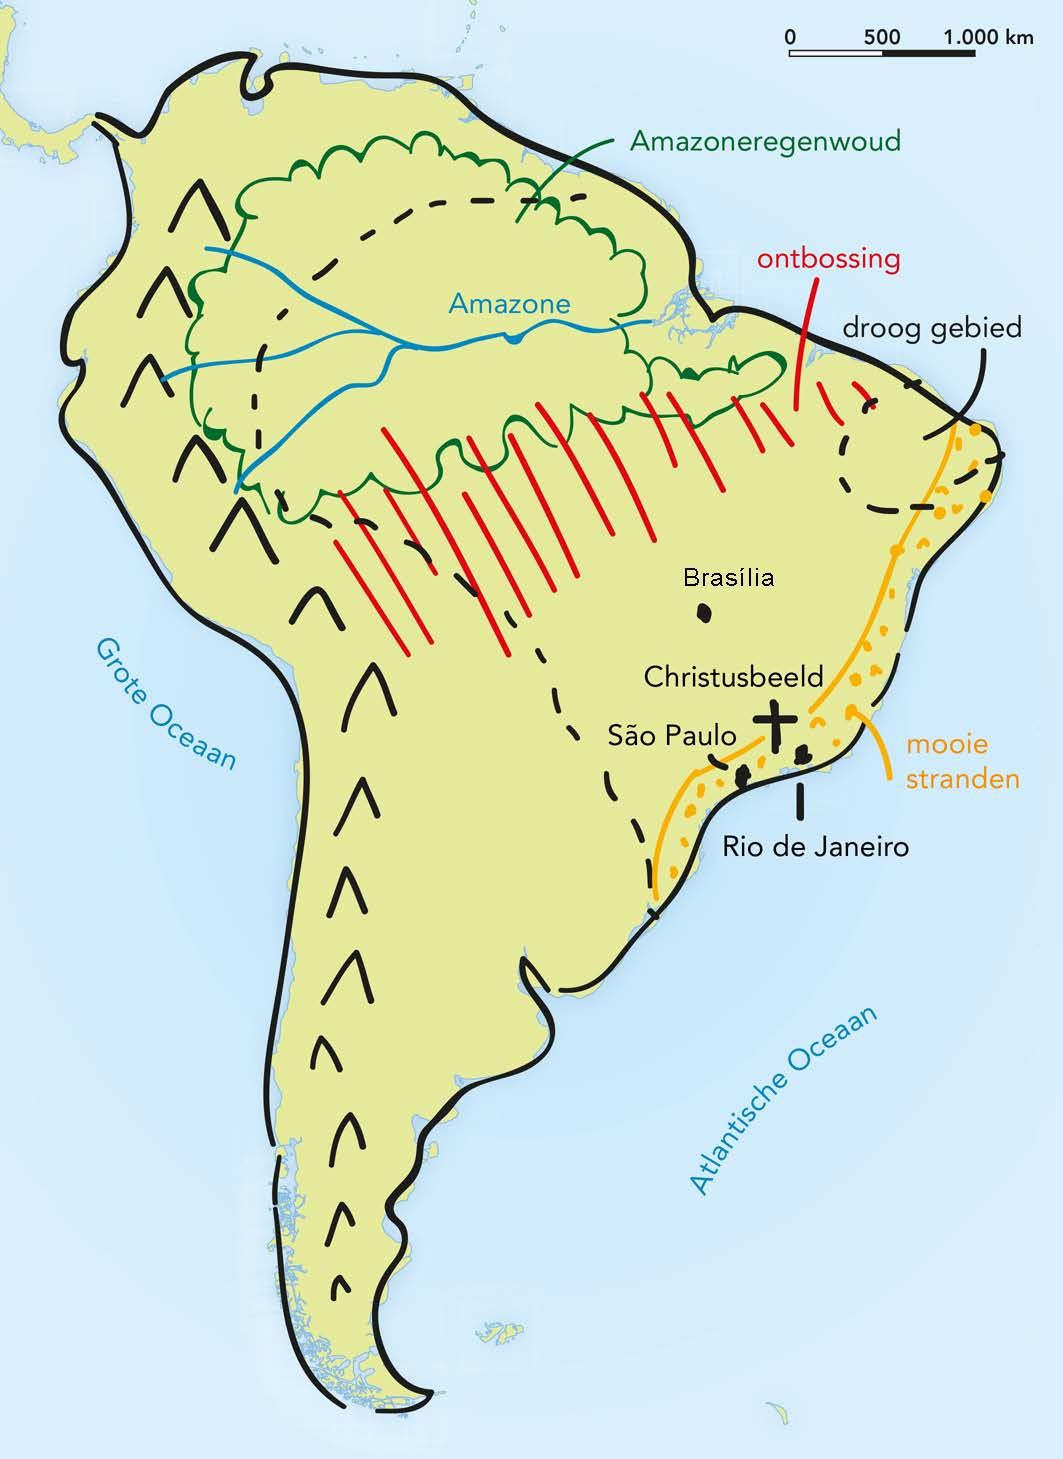 0 500 1.000 km
Amazoneregenwoud
ontbossing
Amazone
droog gebied
Brasília
Grote Oceaan
Christusbeeld
São Paulo
mooie
stranden
Rio de Janeiro
Atlantische Oceaan